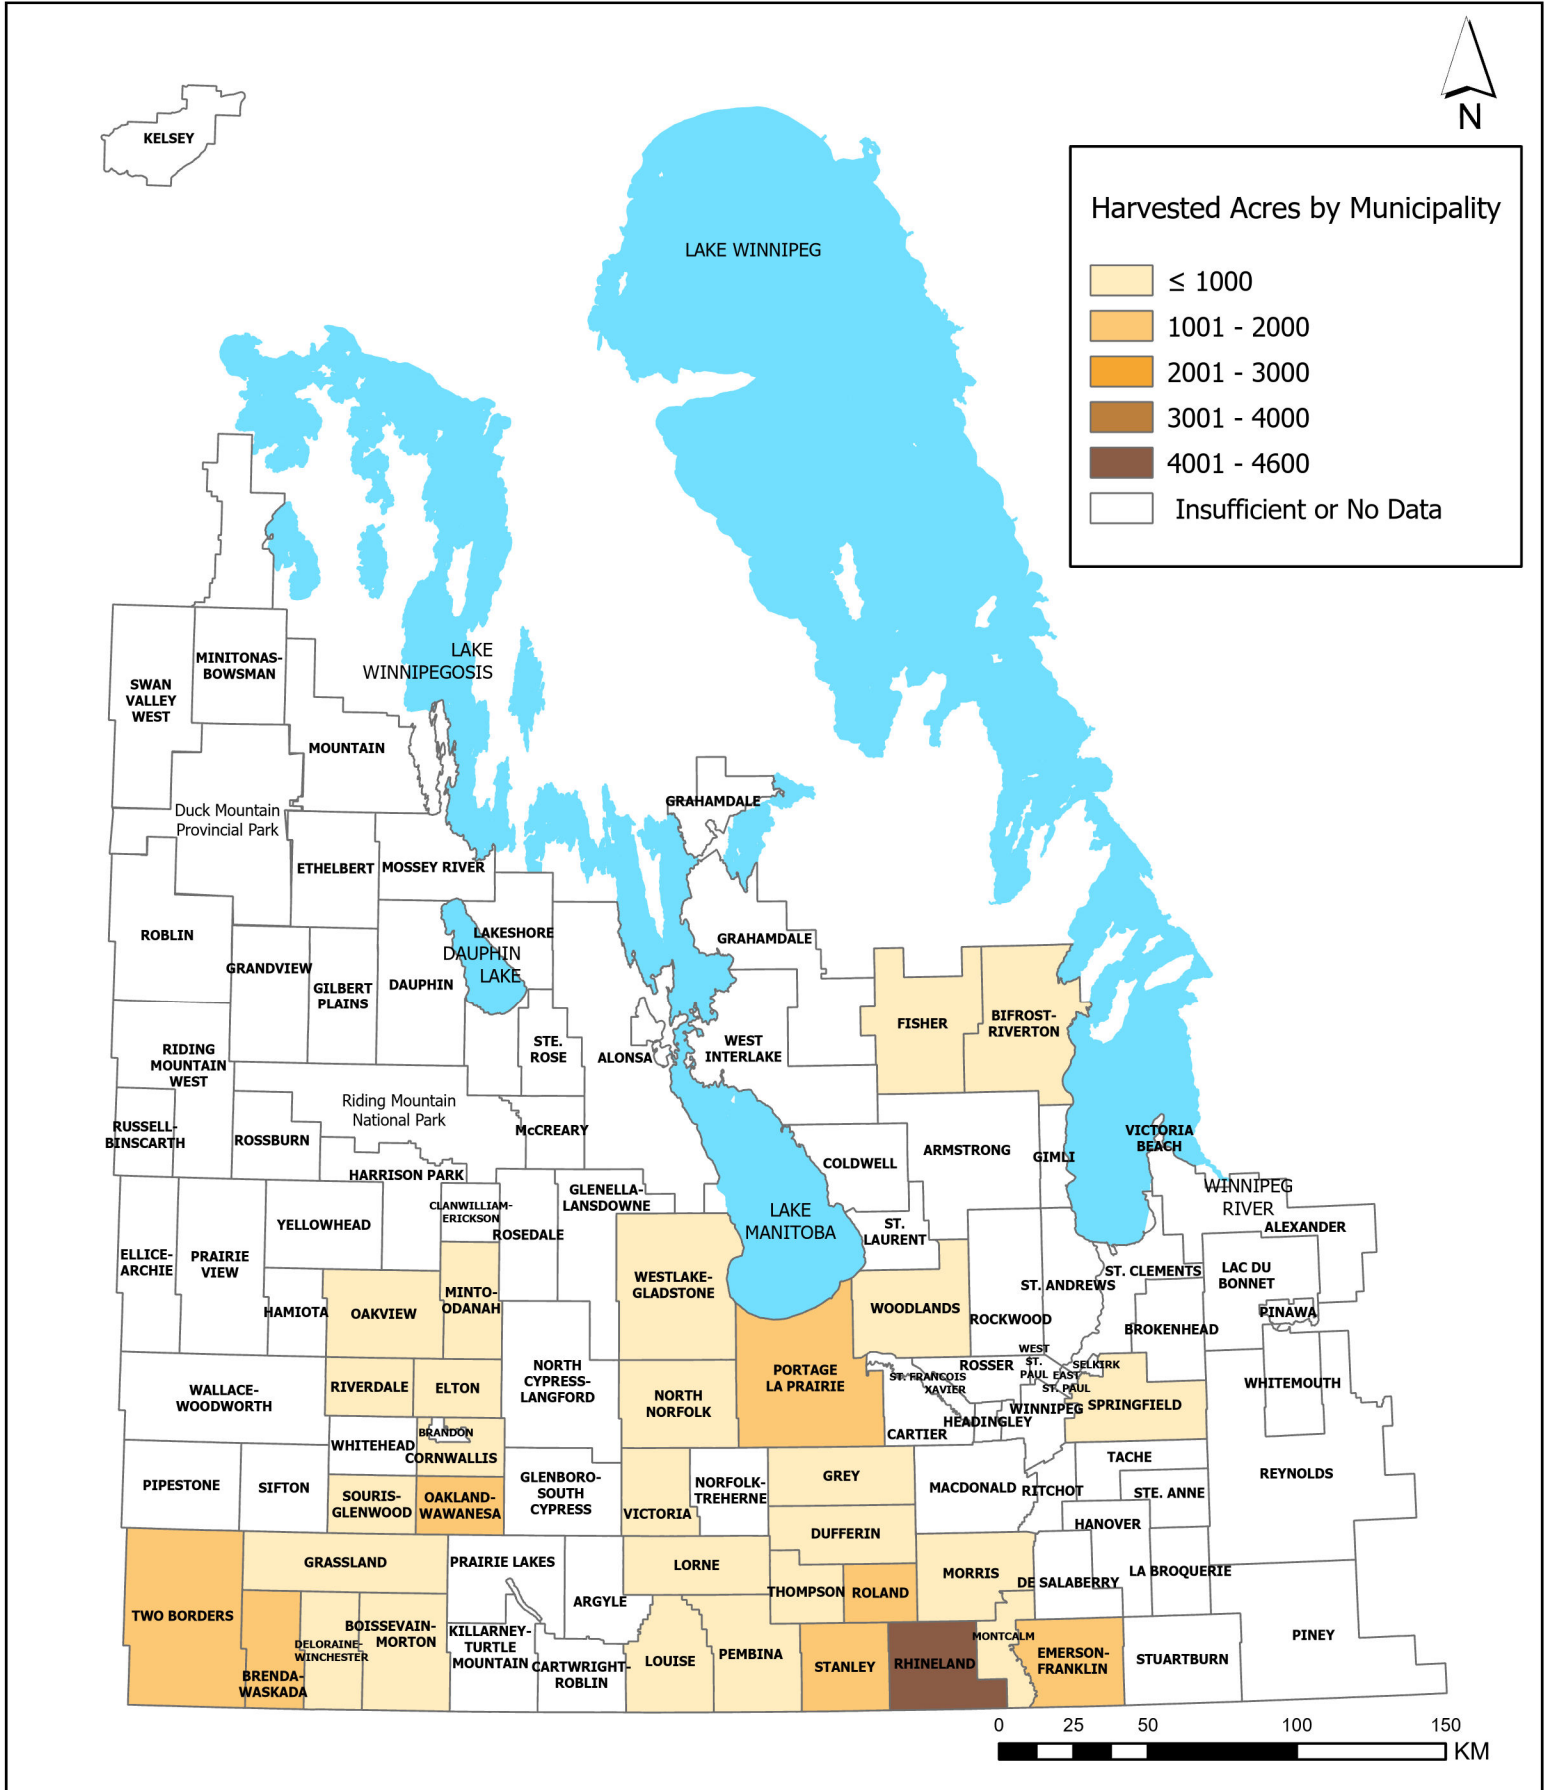 N
KELSEY
Harvested Acres by Municipality
≤ 1000
1001 - 2000
2001 - 3000
3001 - 4000
4001 - 4600
Insufficient or No Data
LAKE WINNIPEG
LAKE
WINNIPEGOSIS
MINITONAS-
BOWSMAN
SWAN
VALLEY
WEST
MOUNTAIN
Duck Mountain
Provincial Park
GRAHAMDALE
ETHELBERT
MOSSEY RIVER
ROBLIN
LAKESHORE
DAUPHIN
LAKE
GRAHAMDALE
GRANDVIEW
GILBERT
PLAINS
DAUPHIN
FISHER
BIFROST-
RIVERTON
STE.
ROSE
ALONSA
WEST
INTERLAKE
RIDING
MOUNTAIN
WEST
Riding Mountain
National Park
RUSSELL-
BINSCARTH
ROSSBURN
McCREARY
VICTORIA
BEACH
ARMSTRONG
GIMLI
COLDWELL
HARRISON PARK
GLENELLA-
LANSDOWNE
WINNIPEG
RIVER
CLANWILLIAM-
ERICKSON
ROSEDALE
YELLOWHEAD
LAKE
MANITOBA
ST.
LAURENT
ALEXANDER
ELLICE-
ARCHIE
PRAIRIE
VIEW
WESTLAKE-
GLADSTONE
ST. ANDREWS
ST. CLEMENTS
LAC DU
BONNET
HAMIOTA
OAKVIEW
MINTO-
ODANAH
WOODLANDS
ROCKWOOD
PINAWA
BROKENHEAD
WALLACE-
WOODWORTH
RIVERDALE
ELTON
NORTH
CYPRESS-
LANGFORD
NORTH
NORFOLK
PORTAGE
LA PRAIRIE
ST. FRANCOIS
XAVIER
ROSSER
WEST
ST.
PAUL
EAST
ST. PAUL
SELKIRK
WHITEMOUTH
SPRINGFIELD
WINNIPEG
HEADINGLEY
CARTIER
BRANDON
WHITEHEAD
CORNWALLIS
TACHE
PIPESTONE
SIFTON
SOURIS-
GLENWOOD
OAKLAND-
WAWANESA
GLENBORO-
SOUTH
CYPRESS
VICTORIA
NORFOLK-
TREHERNE
GREY
MACDONALD
RITCHOT
STE. ANNE
REYNOLDS
HANOVER
DUFFERIN
GRASSLAND
PRAIRIE LAKES
LORNE
MORRIS
DE SALABERRY
LA BROQUERIE
THOMPSON
ROLAND
ARGYLE
TWO BORDERS
BRENDA-
WASKADA
DELORAINE-
WINCHESTER
BOISSEVAIN-
MORTON
KILLARNEY-
TURTLE
MOUNTAIN
CARTWRIGHT-
ROBLIN
LOUISE
PEMBINA
STANLEY
RHINELAND
MONTCALM
EMERSON-
FRANKLIN
STUARTBURN
PINEY
0 25 50 100 150
KM